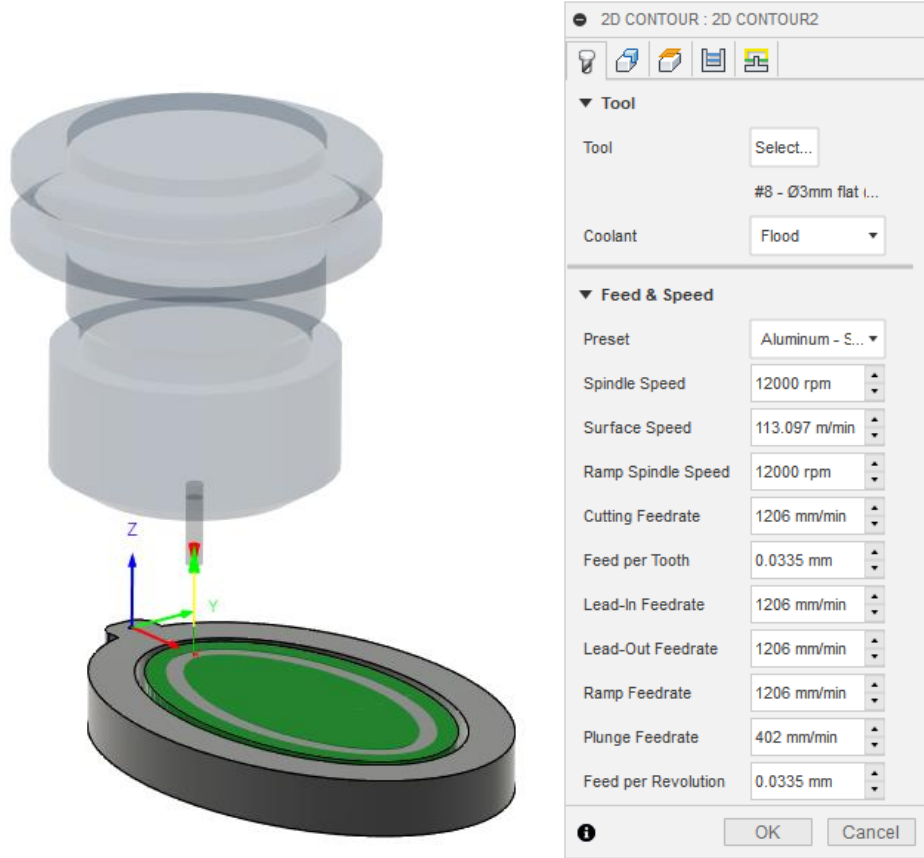 2D CONTOUR : 2D CONTOUR2
Tool
Tool Select...
#8 - Ø3mm flat (...
Coolant Flood
Feed & Speed
Preset Aluminum - S...
Spindle Speed 12000 rpm
Surface Speed 113.097 m/min
Ramp Spindle Speed 12000 rpm
Cutting Feedrate 1206 mm/min
Feed per Tooth 0.0335 mm
Lead-In Feedrate 1206 mm/min
Lead-Out Feedrate 1206 mm/min
Ramp Feedrate 1206 mm/min
Plunge Feedrate 402 mm/min
Feed per Revolution 0.0335 mm
OK Cancel
Z
Y